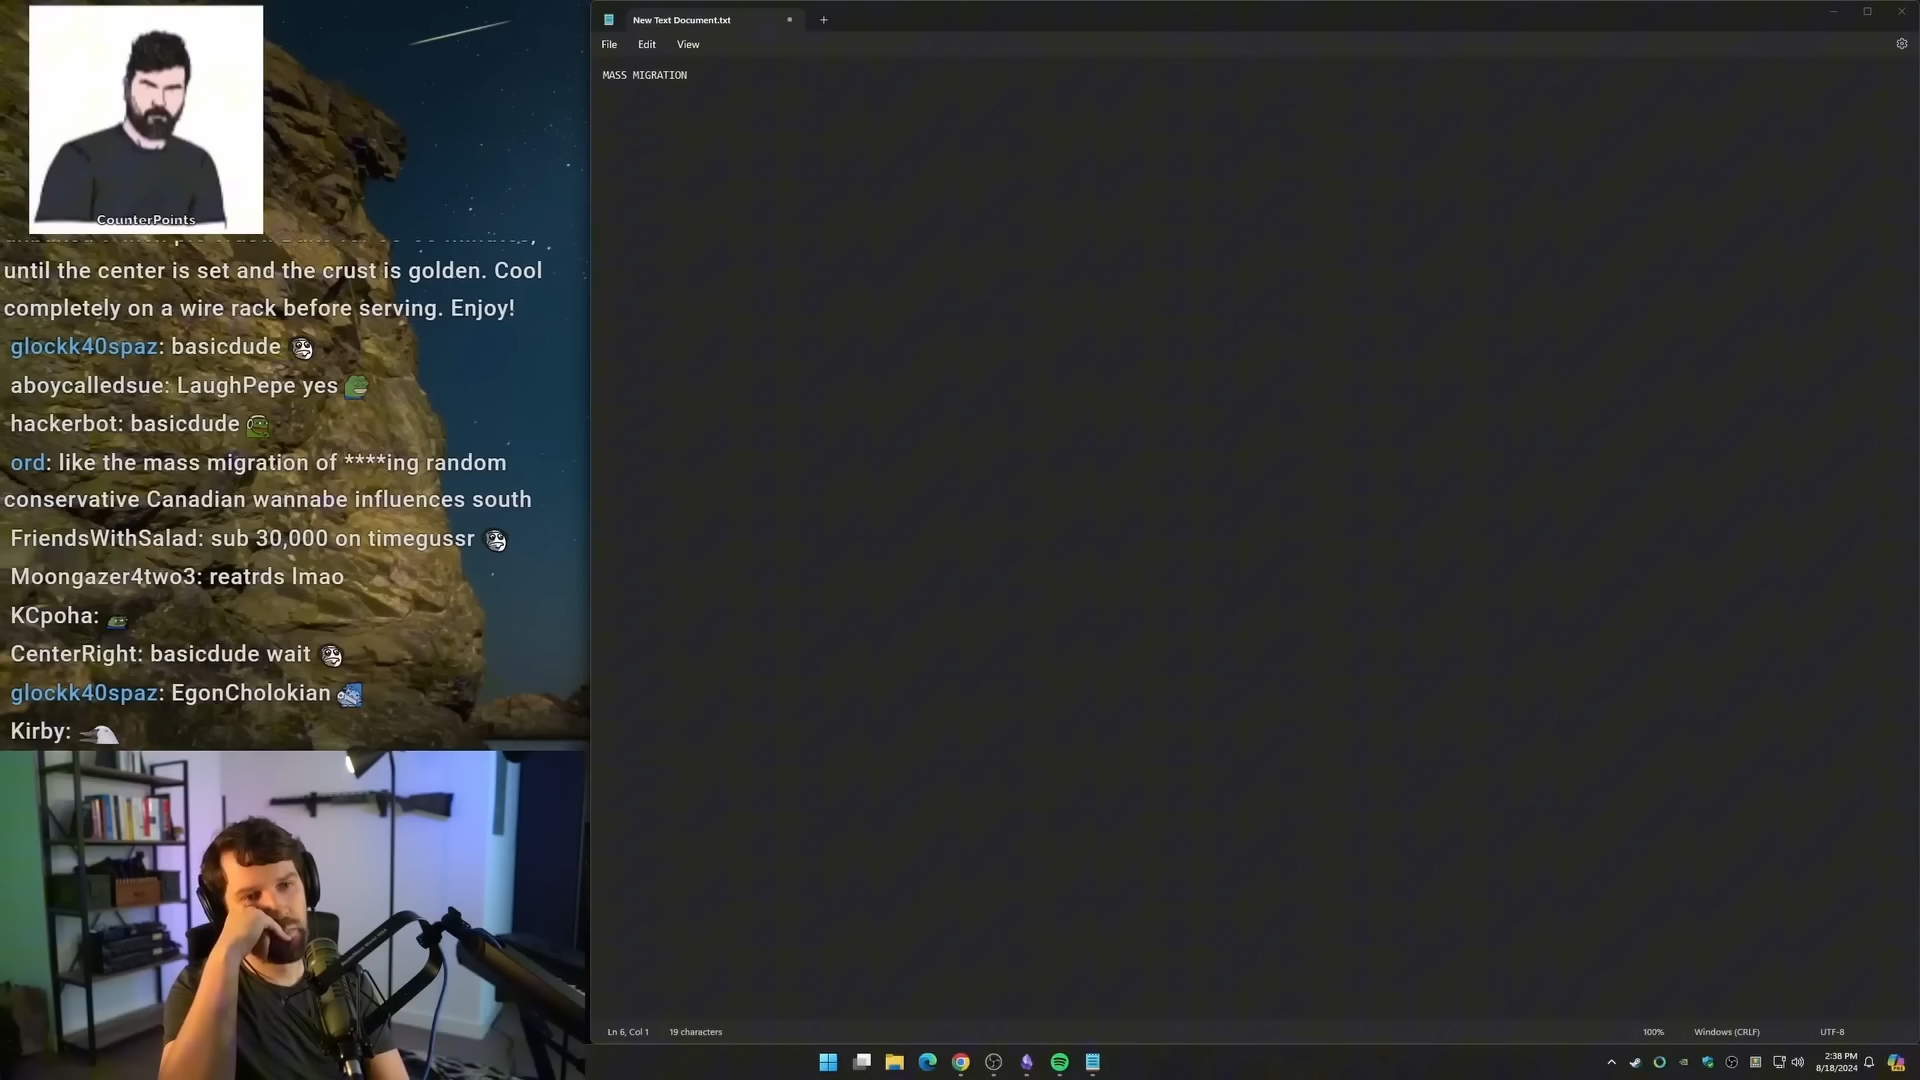 New Text Document.txt
File Edit View
MASS MIGRATION
CounterPoints
until the center is set and the crust is golden. Cool
completely on a wire rack before serving. Enjoy!
glockk40spaz: basicdude
aboycalledsue: LaughPepe yes
hackerbot: basicdude
ord: like the mass migration of ****ing random
conservative Canadian wannabe influences south
FriendsWithSalad: sub 30,000 on timegussr
Moongazer4two3: reatrds lmao
KCpoha:
CenterRight: basicdude wait
glockk40spaz: EgonCholokian
Kirby:
Ln 6, Col 1 19 characters 100% Windows (CRLF) UTF-8
2:38 PM
8/18/2024